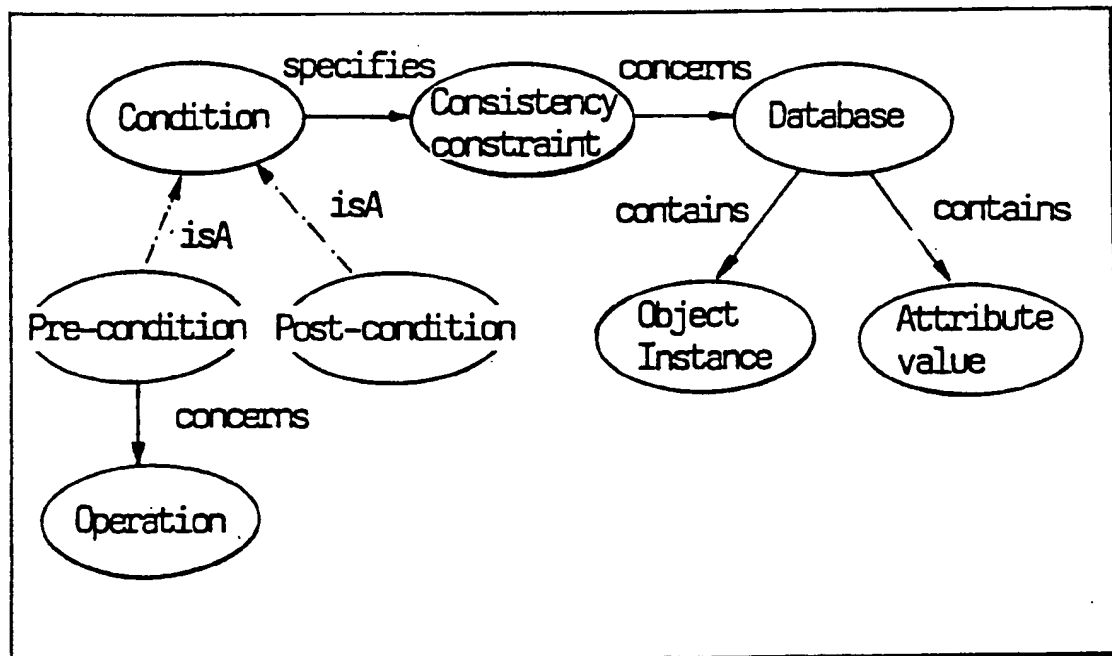 specifies
concerns
Condition
Consistency
constraint
Database
isA
isA
contains
contains
Pre-condition
Post-condition
Object
Instance
Attribute
value
concerns
Operation